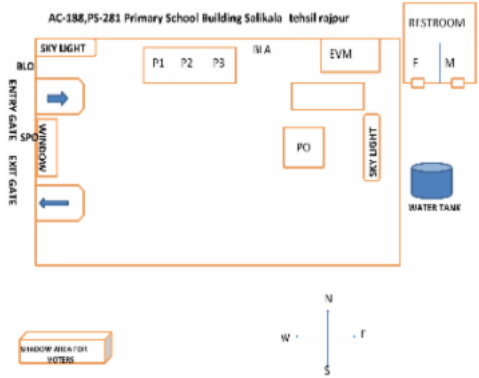 AC-188,PS-281 Primary School Building Salikala tehsil rajpur
RESTROOM
SKY LIGHT
BLO
P1 P2 P3
EVM
F M
ENTRY GATE
SPO
WINDOW
PO
SKY LIGHT
EXIT GATE
WATER TANK
N
W
S
SHADOW AREA FOR
VOTERS